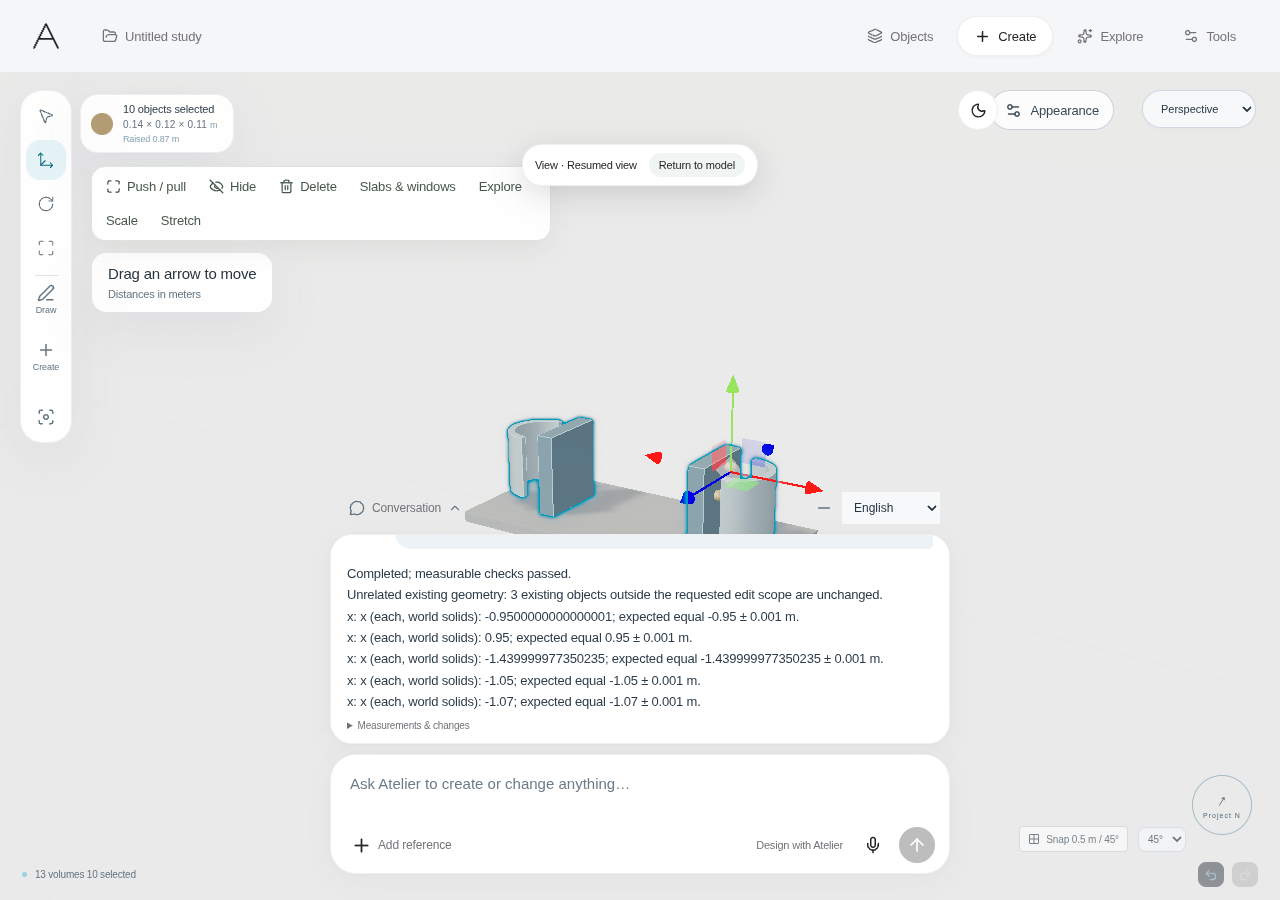 Untitled study
Objects
Create
Explore
Tools
10 objects selected
0.14 × 0.12 × 0.11 m
Raised 0.87 m
Appearance
Perspective
View · Resumed view
Return to model
Push / pull
Hide
Delete
Slabs & windows
Explore
Scale
Stretch
Drag an arrow to move
Distances in meters
Draw
Create
Conversation
English
Completed; measurable checks passed.
Unrelated existing geometry: 3 existing objects outside the requested edit scope are unchanged.
x: x (each, world solids): -0.9500000000000001; expected equal -0.95 ± 0.001 m.
x: x (each, world solids): 0.95; expected equal 0.95 ± 0.001 m.
x: x (each, world solids): -1.439999977350235; expected equal -1.439999977350235 ± 0.001 m.
x: x (each, world solids): -1.05; expected equal -1.05 ± 0.001 m.
x: x (each, world solids): -1.07; expected equal -1.07 ± 0.001 m.
Measurements & changes
Ask Atelier to create or change anything…
Add reference
Design with Atelier
Project N
Snap 0.5 m / 45°
45°
13 volumes 10 selected